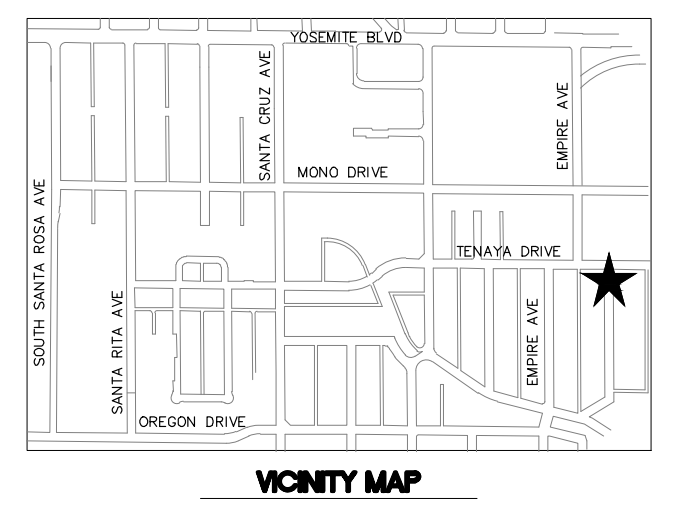 YOSEMITE BLVD
SANTA CRUZ AVE
EMPIRE AVE
MONO DRIVE
SOUTH SANTA ROSA AVE
TENAYA DRIVE
SANTA RITA AVE
EMPIRE AVE
OREGON DRIVE
VICINITY MAP